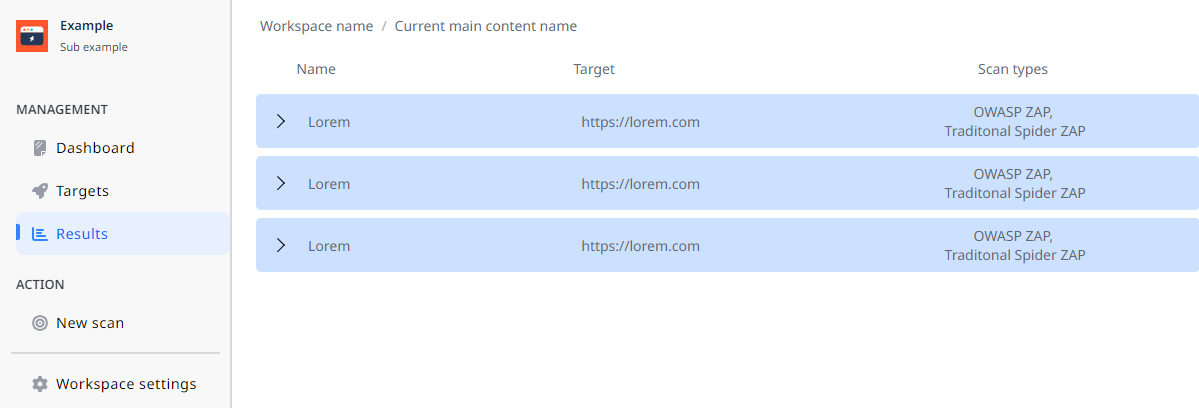 Example
Sub example
MANAGEMENT
Dashboard
Targets
Results
ACTION
New scan
Workspace settings
Workspace name / Current main content name
Name Target Scan types
Lorem https://lorem.com OWASP ZAP,
Traditonal Spider ZAP
Lorem https://lorem.com OWASP ZAP,
Traditonal Spider ZAP
Lorem https://lorem.com OWASP ZAP,
Traditonal Spider ZAP